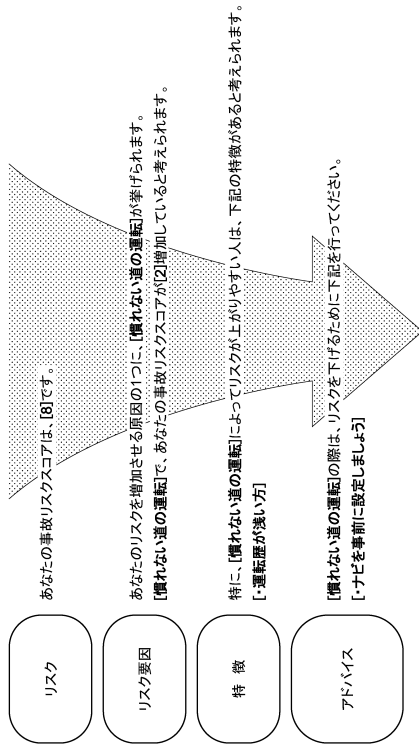 リスク
あなたの事故リスクスコアは、[8]です。
リスク要因
あなたのリスクを増加させる原因の1つに、[慣れない道の運転]が挙げられます。
[慣れない道の運転]で、あなたの事故リスクスコアが[2]増加していると考えられます。
特 徴
特に、[慣れない道の運転]によってリスクが上がりやすい人は、下記の特徴があると考えられます。
[・運転歴が浅い方]
アドバイス
[慣れない道の運転]の際は、リスクを下げるために下記を行ってください。
[・ナビを事前に設定しましょう]